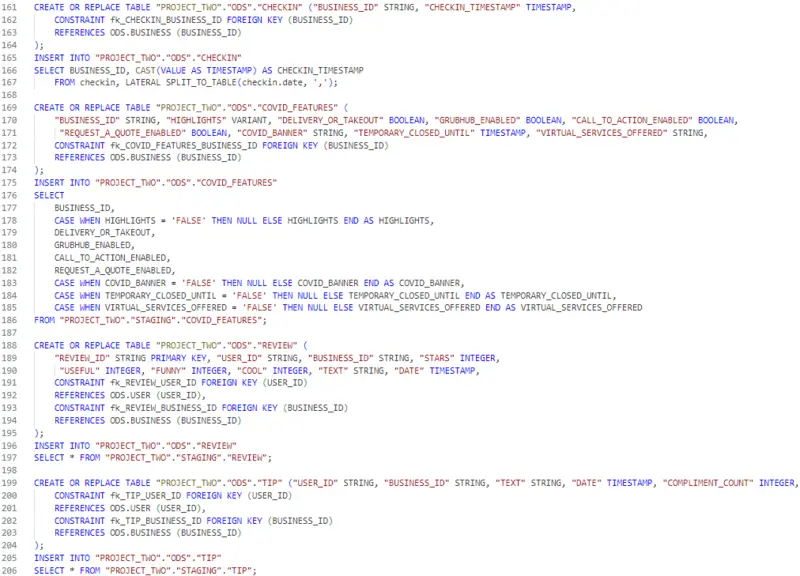 161 CREATE OR REPLACE TABLE "PROJECT_TWO"."ODS"."CHECKIN" ("BUSINESS_ID" STRING, "CHECKIN_TIMESTAMP" TIMESTAMP,
162 CONSTRAINT fk_CHECKIN_BUSINESS_ID FOREIGN KEY (BUSINESS_ID)
163 REFERENCES ODS.BUSINESS (BUSINESS_ID)
164 );
165 INSERT INTO "PROJECT_TWO"."ODS"."CHECKIN"
166 SELECT BUSINESS_ID, CAST(VALUE AS TIMESTAMP) AS CHECKIN_TIMESTAMP
167 FROM checkin, LATERAL SPLIT_TO_TABLE(checkin.date, ',');
168
169 CREATE OR REPLACE TABLE "PROJECT_TWO"."ODS"."COVID_FEATURES" (
170 "BUSINESS_ID" STRING, "HIGHLIGHTS" VARIANT, "DELIVERY_OR_TAKEOUT" BOOLEAN, "GRUBHUB_ENABLED" BOOLEAN, "CALL_TO_ACTION_ENABLED" BOOLEAN,
171 "REQUEST_A_QUOTE_ENABLED" BOOLEAN, "COVID_BANNER" STRING, "TEMPORARY_CLOSED_UNTIL" TIMESTAMP, "VIRTUAL_SERVICES_OFFERED" STRING,
172 CONSTRAINT fk_COVID_FEATURES_BUSINESS_ID FOREIGN KEY (BUSINESS_ID)
173 REFERENCES ODS.BUSINESS (BUSINESS_ID)
174 );
175 INSERT INTO "PROJECT_TWO"."ODS"."COVID_FEATURES"
176 SELECT
177 BUSINESS_ID,
178 CASE WHEN HIGHLIGHTS = 'FALSE' THEN NULL ELSE HIGHLIGHTS END AS HIGHLIGHTS,
179 DELIVERY_OR_TAKEOUT,
180 GRUBHUB_ENABLED,
181 CALL_TO_ACTION_ENABLED,
182 REQUEST_A_QUOTE_ENABLED,
183 CASE WHEN COVID_BANNER = 'FALSE' THEN NULL ELSE COVID_BANNER END AS COVID_BANNER,
184 CASE WHEN TEMPORARY_CLOSED_UNTIL = 'FALSE' THEN NULL ELSE TEMPORARY_CLOSED_UNTIL END AS TEMPORARY_CLOSED_UNTIL,
185 CASE WHEN VIRTUAL_SERVICES_OFFERED = 'FALSE' THEN NULL ELSE VIRTUAL_SERVICES_OFFERED END AS VIRTUAL_SERVICES_OFFERED
186 FROM "PROJECT_TWO"."STAGING"."COVID_FEATURES";
187
188 CREATE OR REPLACE TABLE "PROJECT_TWO"."ODS"."REVIEW" (
189 "REVIEW_ID" STRING PRIMARY KEY, "USER_ID" STRING, "BUSINESS_ID" STRING, "STARS" INTEGER,
190 "USEFUL" INTEGER, "FUNNY" INTEGER, "COOL" INTEGER, "TEXT" STRING, "DATE" TIMESTAMP,
191 CONSTRAINT fk_REVIEW_USER_ID FOREIGN KEY (USER_ID)
192 REFERENCES ODS.USER (USER_ID),
193 CONSTRAINT fk_REVIEW_BUSINESS_ID FOREIGN KEY (BUSINESS_ID)
194 REFERENCES ODS.BUSINESS (BUSINESS_ID)
195 );
196 INSERT INTO "PROJECT_TWO"."ODS"."REVIEW"
197 SELECT * FROM "PROJECT_TWO"."STAGING"."REVIEW";
198
199 CREATE OR REPLACE TABLE "PROJECT_TWO"."ODS"."TIP" ("USER_ID" STRING, "BUSINESS_ID" STRING, "TEXT" STRING, "DATE" TIMESTAMP, "COMPLIMENT_COUNT" INTEGER,
200 CONSTRAINT fk_TIP_USER_ID FOREIGN KEY (USER_ID)
201 REFERENCES ODS.USER (USER_ID),
202 CONSTRAINT fk_TIP_BUSINESS_ID FOREIGN KEY (BUSINESS_ID)
203 REFERENCES ODS.BUSINESS (BUSINESS_ID)
204 );
205 INSERT INTO "PROJECT_TWO"."ODS"."TIP"
206 SELECT * FROM "PROJECT_TWO"."STAGING"."TIP";